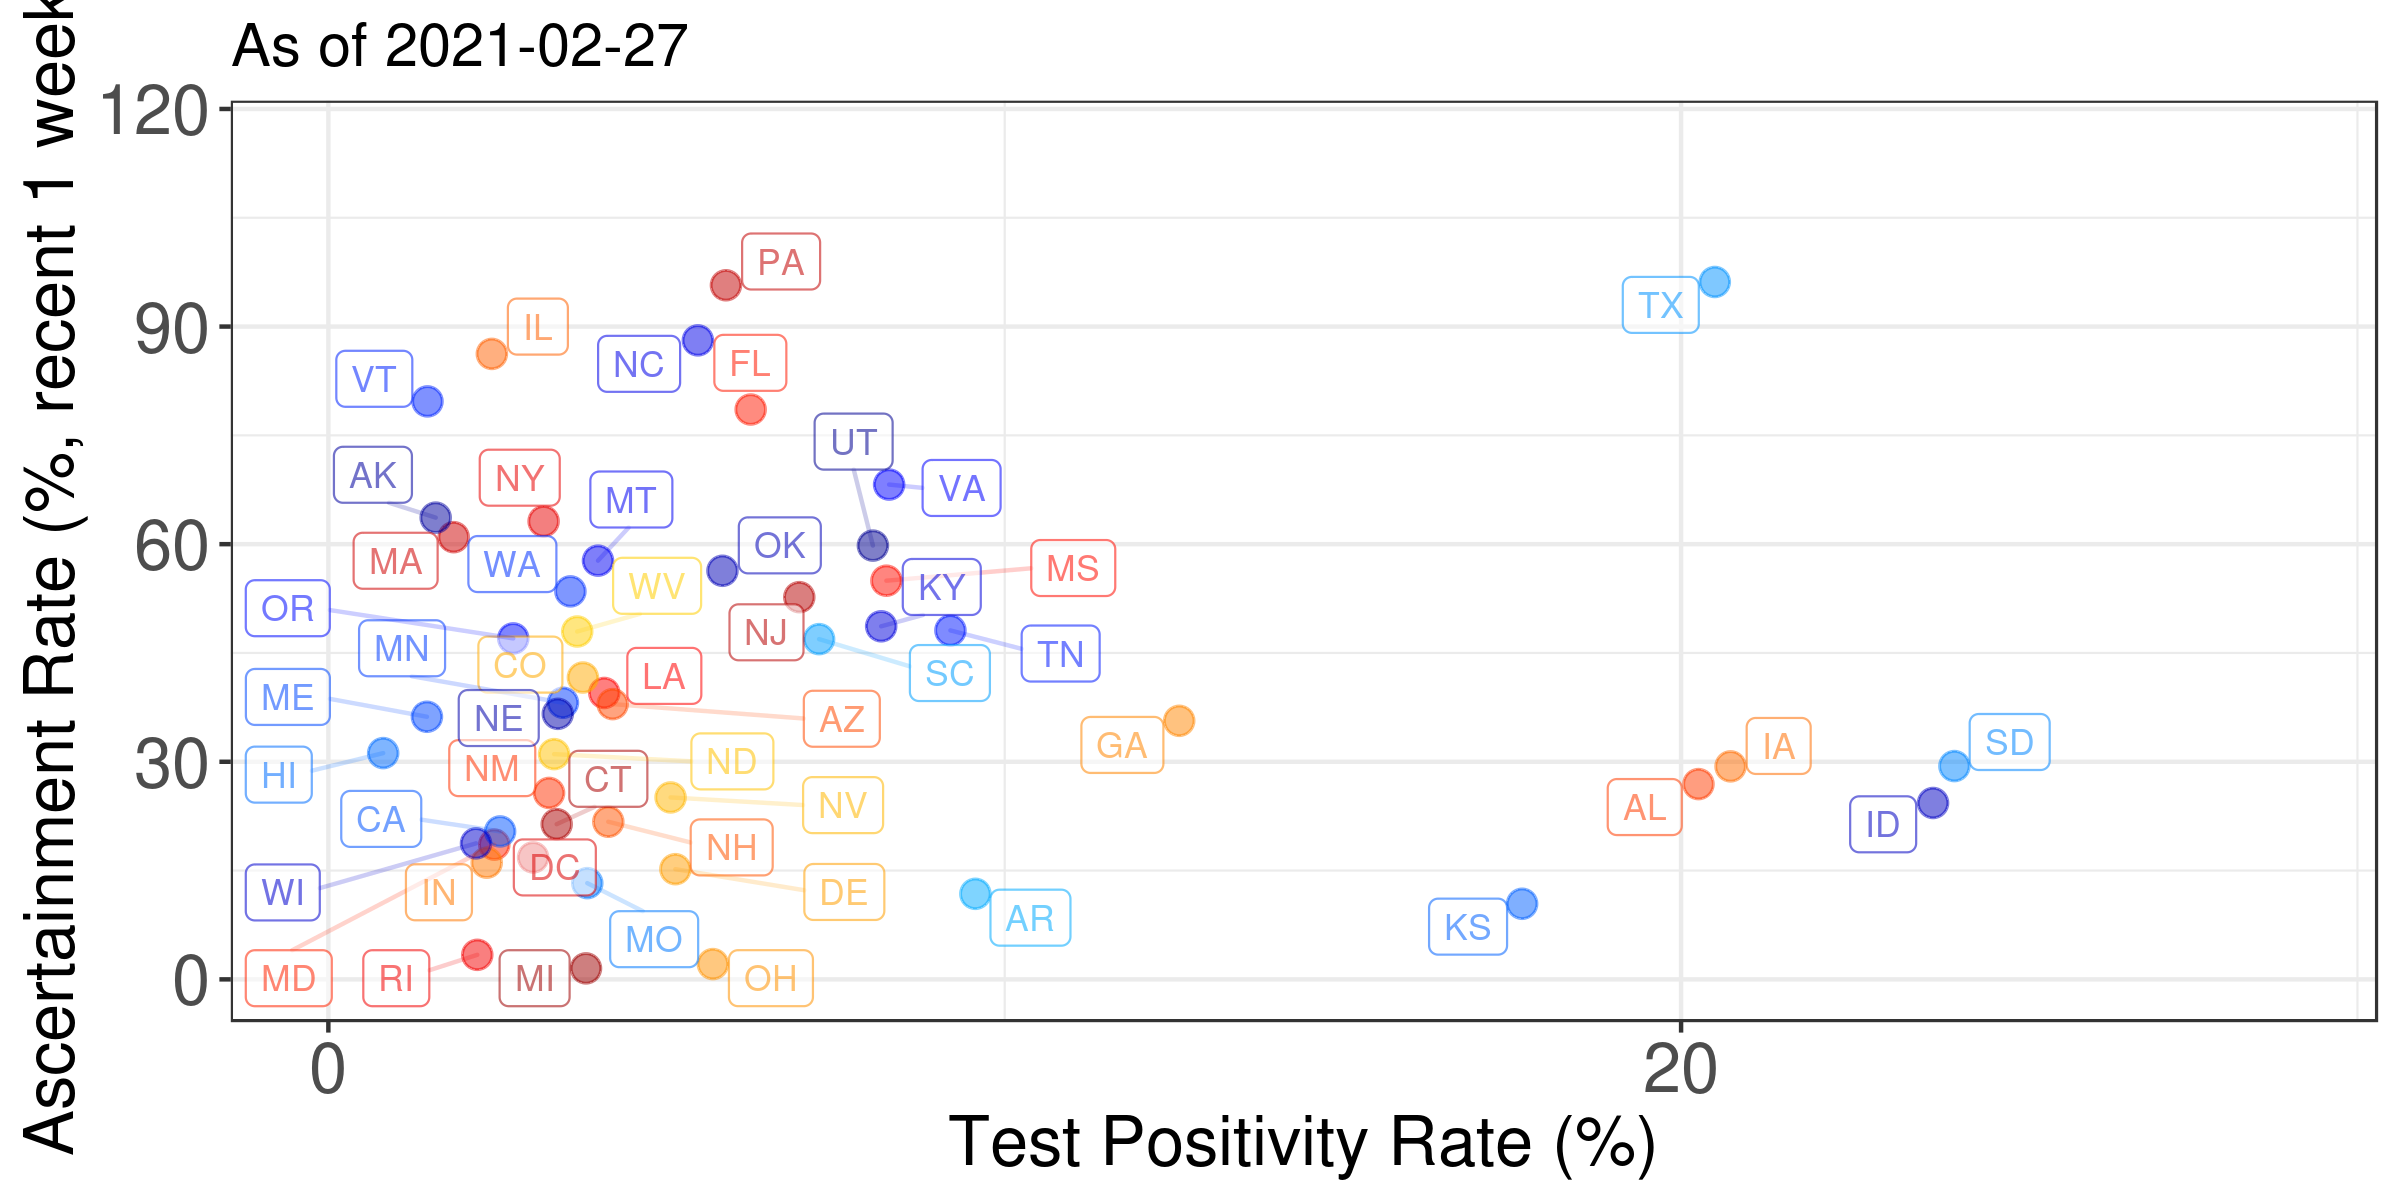 As of 2021-02-27
Ascertainment Rate (%, recent 1 week
120
90
60
30
0
PA
TX
IL
NC
FL
VT
UT
AK
NY
MT
VA
OK
MA
WA
WV
MS
KY
OR
NJ
MN
CO
TN
LA
SC
ME
NE
AZ
GA
IA
SD
NM
ND
HI
CT
CA
NV
AL
ID
NH
DC
WI
IN
DE
AR
KS
MO
MD
RI
MI
OH
0
20
Test Positivity Rate (%)